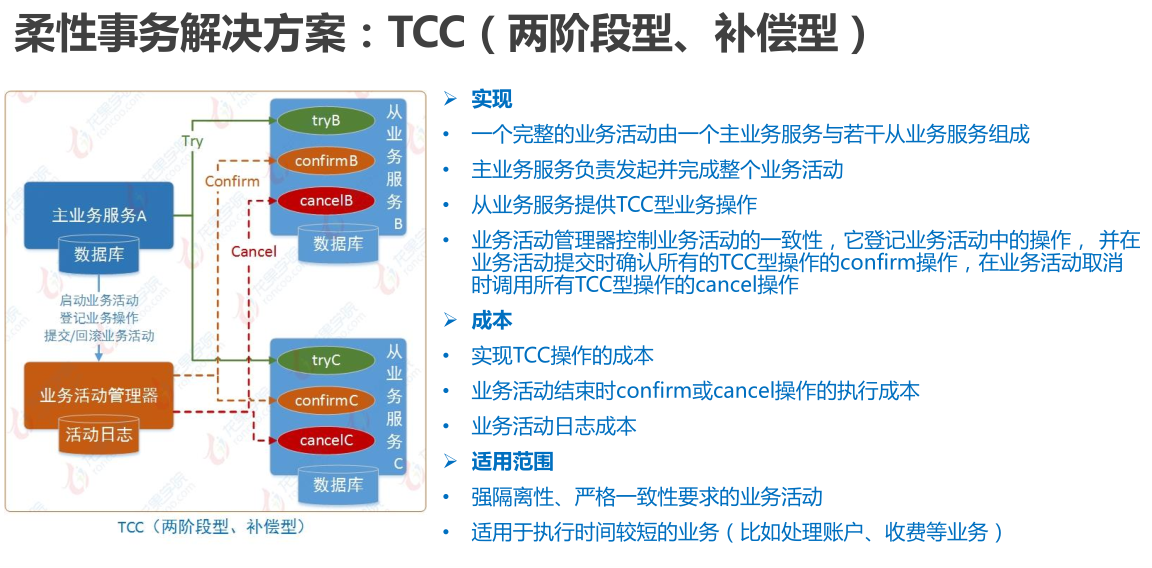 柔性事务解决方案：TCC（两阶段型、补偿型）
主业务服务A
数据库
启动业务活动
登记业务操作
提交/回滚业务活动
业务活动管理器
活动日志
Try
Confirm
Cancel
tryB
confirmB
cancelB
从业务服务B
数据库
tryC
confirmC
cancelC
从业务服务C
数据库
TCC（两阶段型、补偿型）
➢ 实现
• 一个完整的业务活动由一个主业务服务与若干从业务服务组成
• 主业务服务负责发起并完成整个业务活动
• 从业务服务提供TCC型业务操作
• 业务活动管理器控制业务活动的一致性，它登记业务活动中的操作， 并在
业务活动提交时确认所有的TCC型操作的confirm操作，在业务活动取消
时调用所有TCC型操作的cancel操作
➢ 成本
• 实现TCC操作的成本
• 业务活动结束时confirm或cancel操作的执行成本
• 业务活动日志成本
➢ 适用范围
• 强隔离性、严格一致性要求的业务活动
• 适用于执行时间较短的业务（比如处理账户、收费等业务）